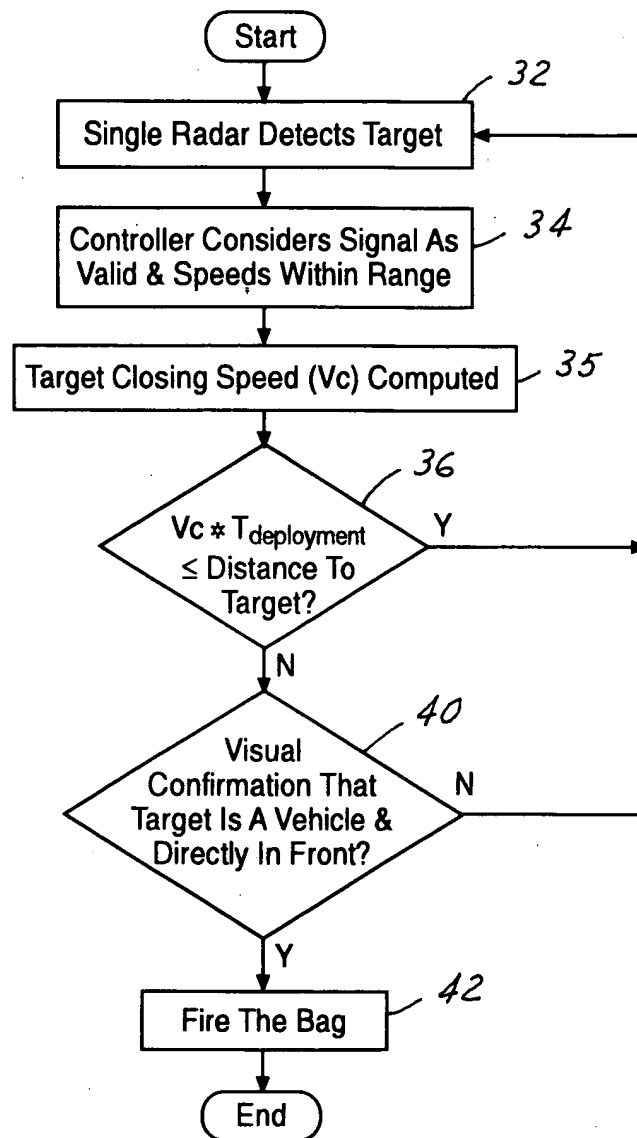 Start
32
Single Radar Detects Target
34
Controller Considers Signal As
Valid & Speeds Within Range
Target Closing Speed (Vc) Computed
35
36
Vc * Tdeployment
≤ Distance To
Target?
Y
N
40
Visual
Confirmation That
Target Is A Vehicle &
Directly In Front?
N
Y
42
Fire The Bag
End